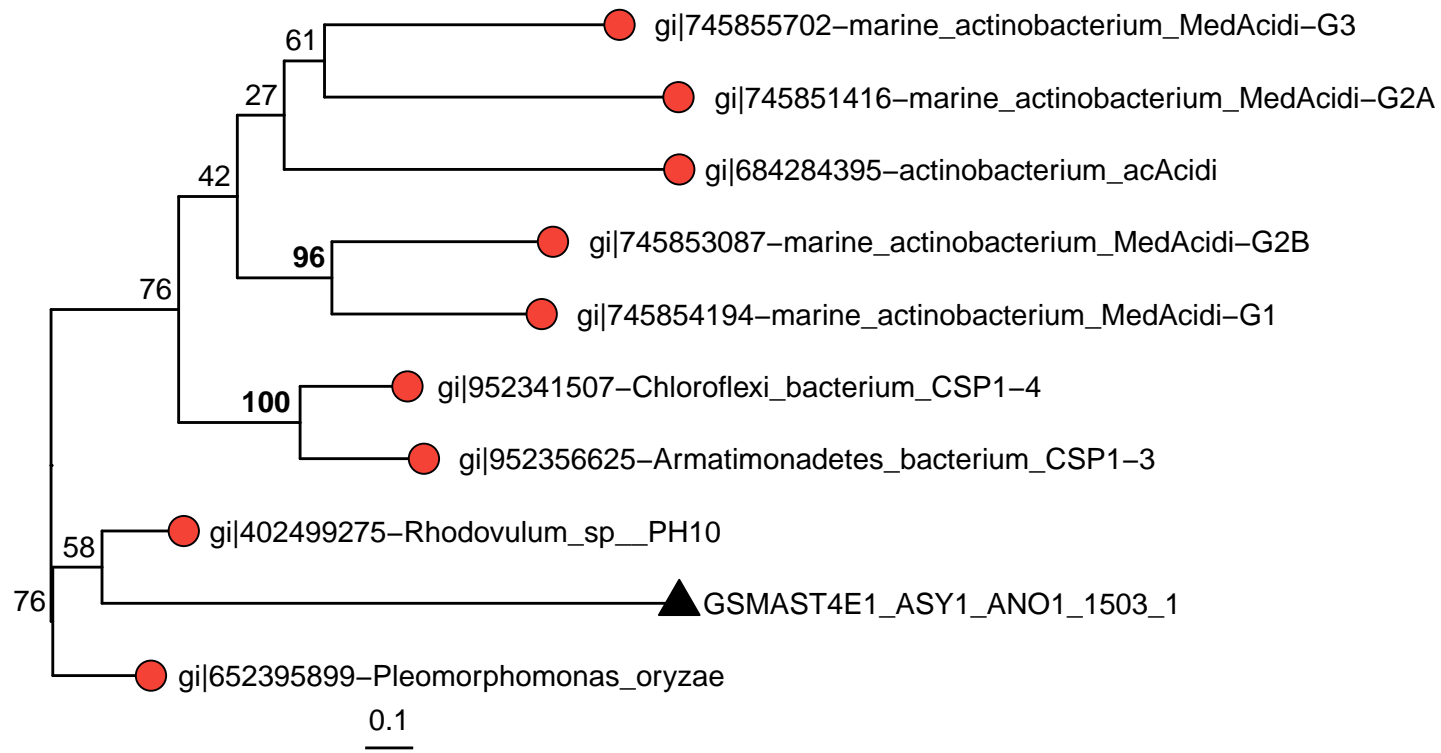 61
gi|745855702–marine_actinobacterium_MedAcidi–G3
27
gi|745851416–marine_actinobacterium_MedAcidi–G2A
42
gi|684284395–actinobacterium_acAcidi
96
gi|745853087–marine_actinobacterium_MedAcidi–G2B
76
gi|745854194–marine_actinobacterium_MedAcidi–G1
100
gi|952341507–Chloroflexi_bacterium_CSP1–4
gi|952356625–Armatimonadetes_bacterium_CSP1–3
58
gi|402499275–Rhodovulum_sp__PH10
76
GSMAST4E1_ASY1_ANO1_1503_1
gi|652395899–Pleomorphomonas_oryzae
0.1